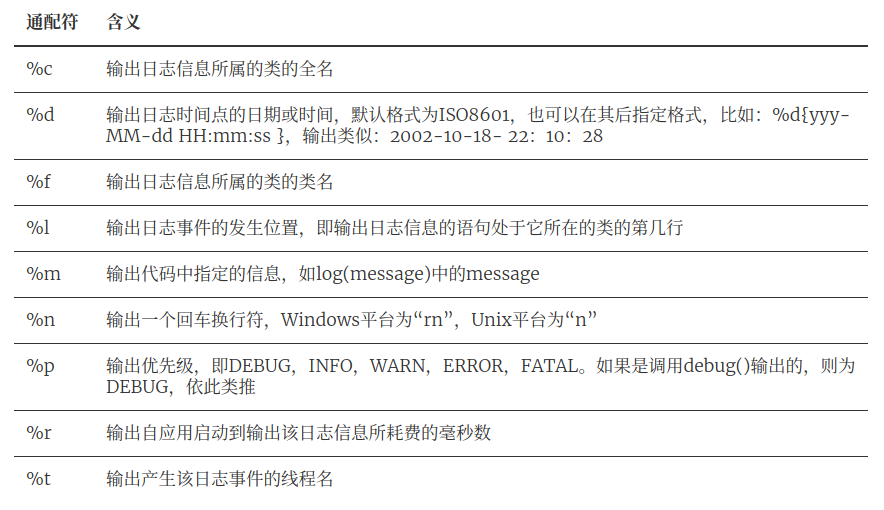 通配符 含义
%c 输出日志信息所属的类的全名
%d 输出日志时间点的日期或时间，默认格式为ISO8601，也可以在其后指定格式，比如：%d{yyy-
MM-dd HH:mm:ss }，输出类似：2002-10-18- 22：10：28
%f 输出日志信息所属的类的类名
%l 输出日志事件的发生位置，即输出日志信息的语句处于它所在的类的第几行
%m 输出代码中指定的信息，如log(message)中的message
%n 输出一个回车换行符，Windows平台为“rn”，Unix平台为“n”
%p 输出优先级，即DEBUG，INFO，WARN，ERROR，FATAL。如果是调用debug()输出的，则为
DEBUG，依此类推
%r 输出自应用启动到输出该日志信息所耗费的毫秒数
%t 输出产生该日志事件的线程名